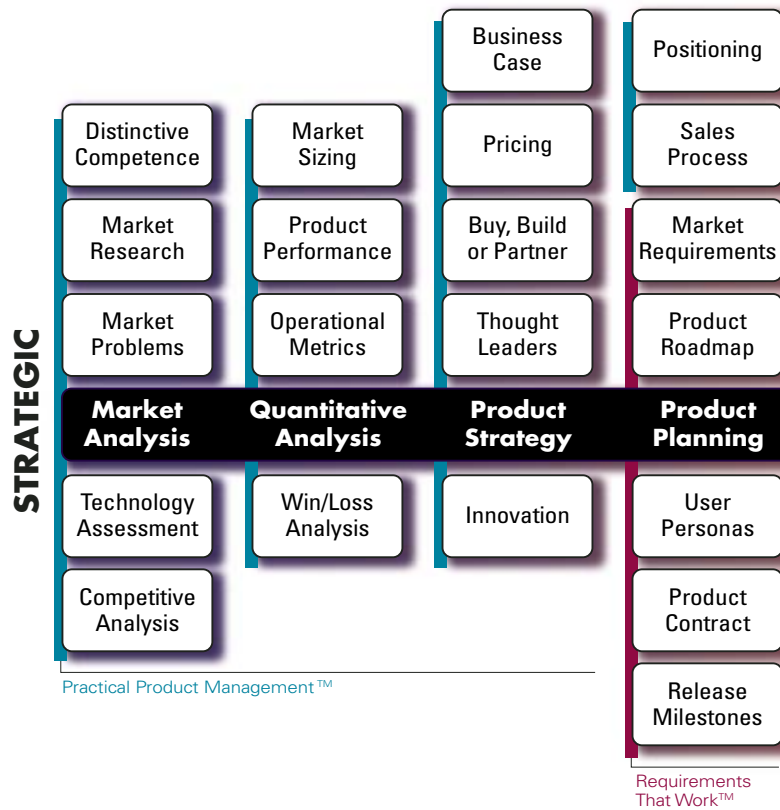 STRATEGIC
Distinctive
Competence
Market
Research
Market
Problems
Market
Analysis
Technology
Assessment
Competitive
Analysis
Market
Sizing
Product
Performance
Operational
Metrics
Quantitative
Analysis
Win/Loss
Analysis
Business
Case
Pricing
Buy, Build
or Partner
Thought
Leaders
Product
Strategy
Innovation
Positioning
Sales
Process
Market
Requirements
Product
Roadmap
Product
Planning
User
Personas
Product
Contract
Release
Milestones
Practical Product Management™
Requirements
That Work™